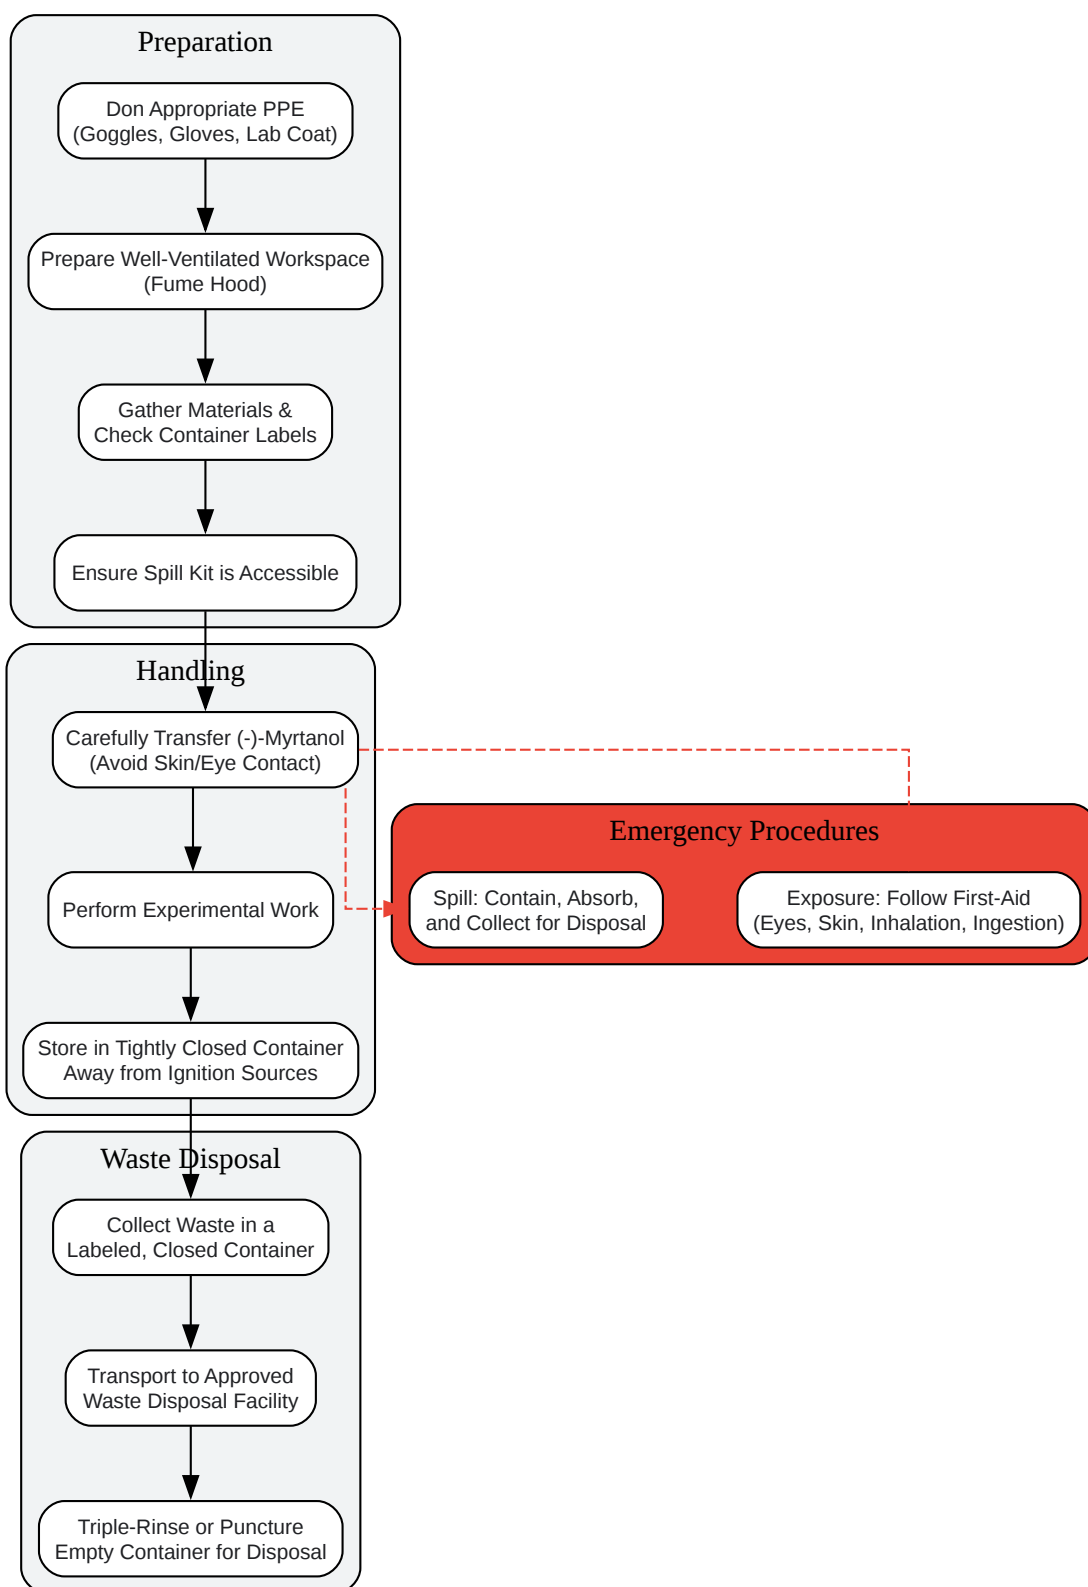 Preparation
Don Appropriate PPE
(Goggles, Gloves, Lab Coat)
Prepare Well-Ventilated Workspace
(Fume Hood)
Gather Materials &
Check Container Labels
Ensure Spill Kit is Accessible
Handling
Carefully Transfer (-)-Myrtanol
(Avoid Skin/Eye Contact)
Perform Experimental Work
Store in Tightly Closed Container
Away from Ignition Sources
Emergency Procedures
Spill: Contain, Absorb,
and Collect for Disposal
Exposure: Follow First-Aid
(Eyes, Skin, Inhalation, Ingestion)
Waste Disposal
Collect Waste in a
Labeled, Closed Container
Transport to Approved
Waste Disposal Facility
Triple-Rinse or Puncture
Empty Container for Disposal